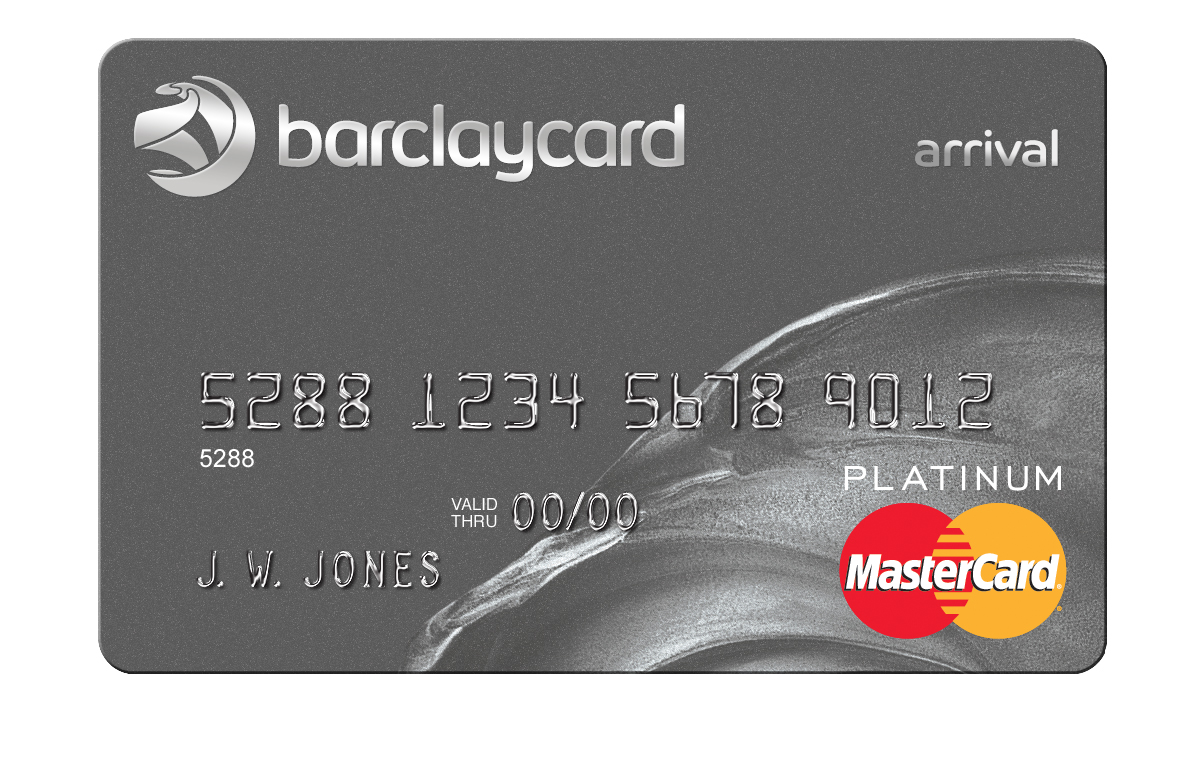 barclaycard
arrival
5288 1234 5678 9012
5288
PLATINUM
VALID
THRU 00/00
J. W. JONES
MasterCard®
®